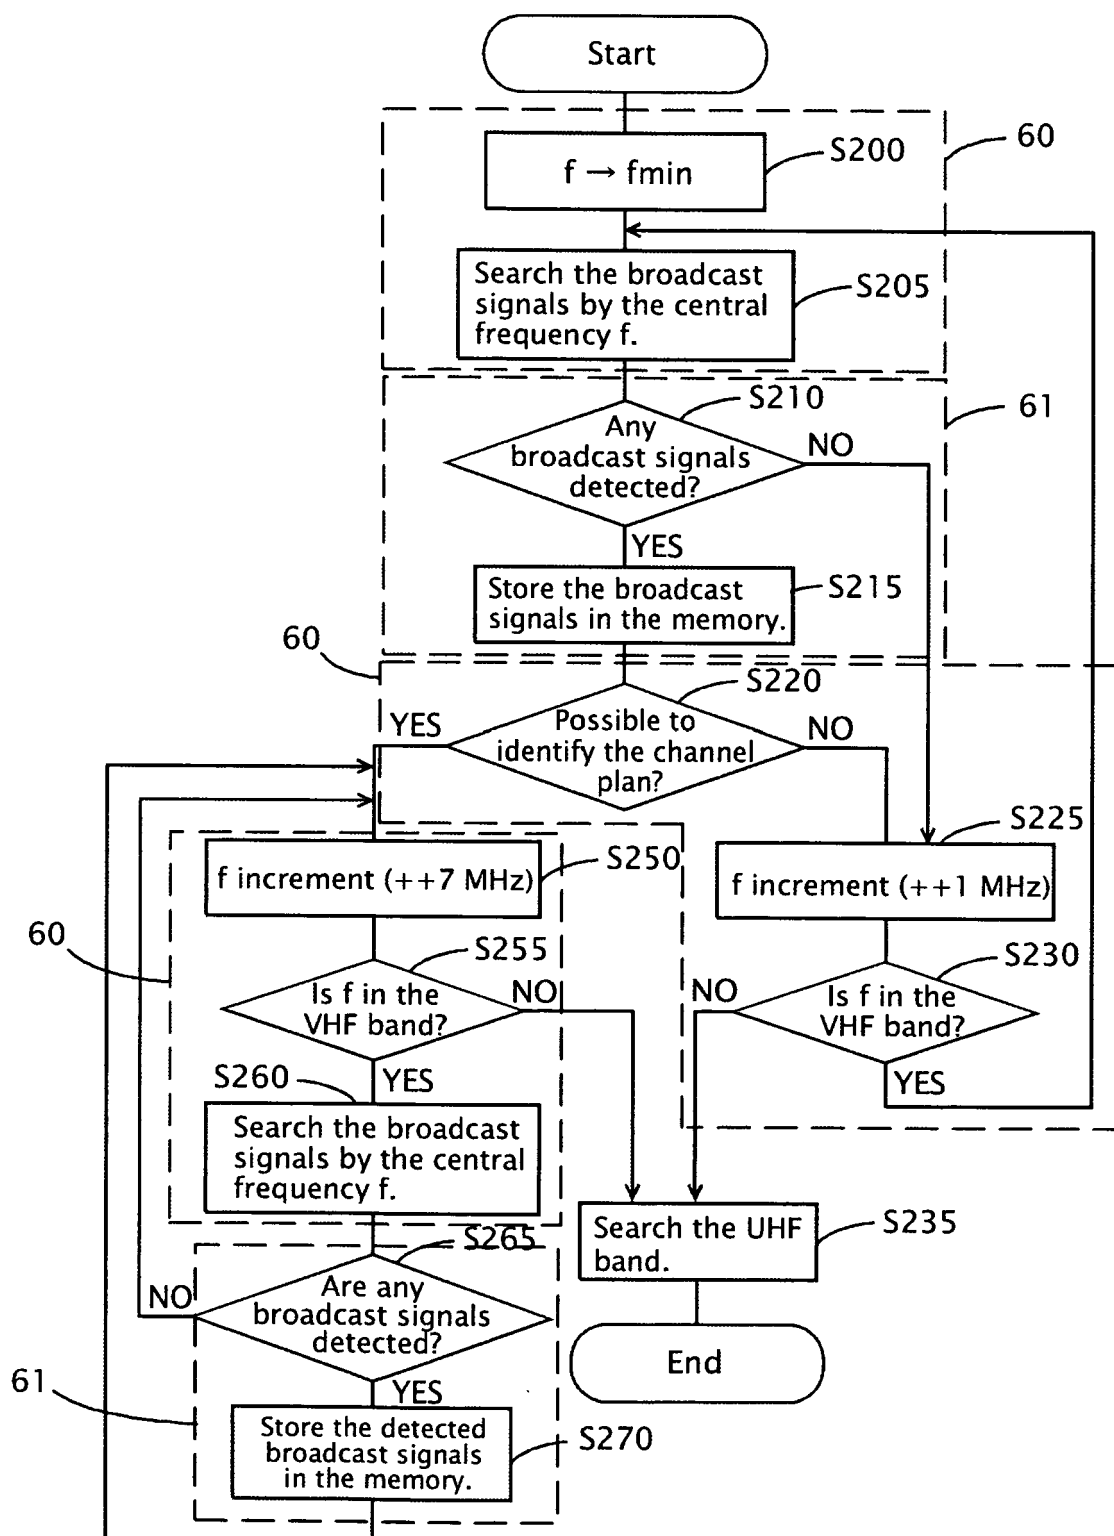 Start
60
S200
f → fmin
Search the broadcast
signals by the central
frequency f.
S205
S210
61
Any
broadcast signals
detected?
NO
YES
Store the broadcast
signals in the memory.
S215
60
S220
YES
Possible to
identify the channel
plan?
NO
S225
f increment (++7 MHz)
S250
f increment (++1 MHz)
60
S255
S230
Is f in the
VHF band?
NO
NO
Is f in the
VHF band?
S260
YES
YES
Search the broadcast
signals by the central
frequency f.
Search the UHF
band.
S235
S265
NO
Are any
broadcast signals
detected?
End
61
YES
Store the detected
broadcast signals
in the memory.
S270